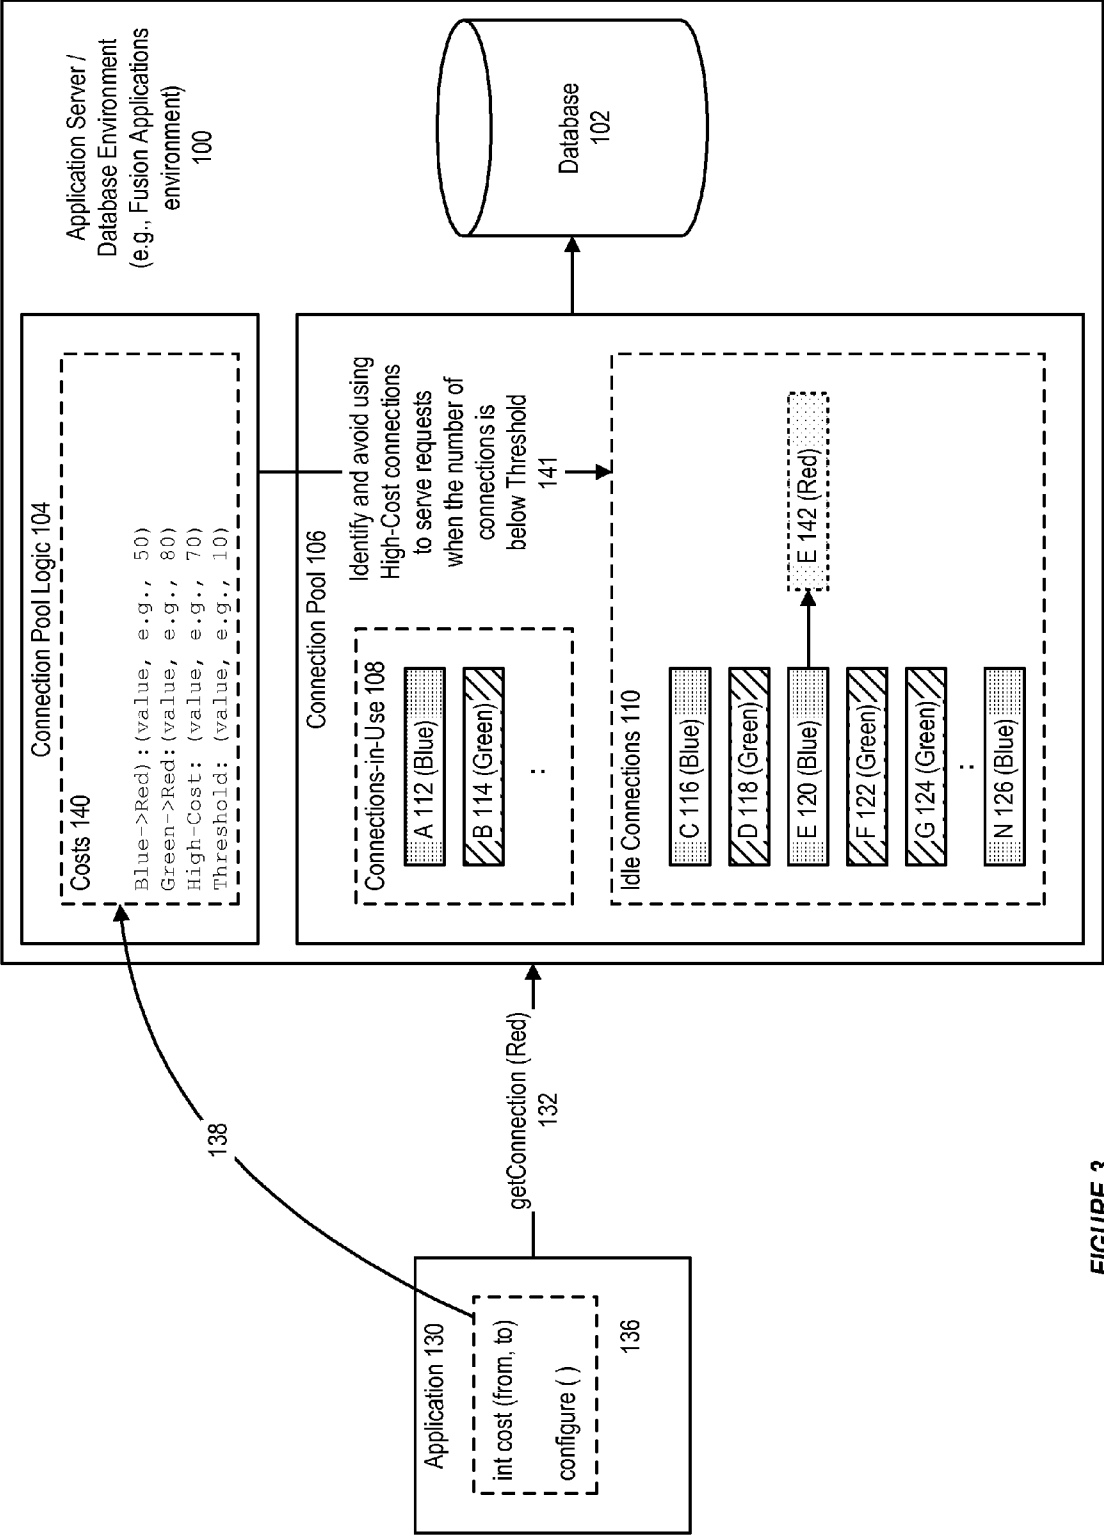 Application Server /
Database Environment
(e.g., Fusion Applications
environment)
100
Connection Pool Logic 104
Costs 140
Blue->Red):(value, e.g., 50)
Green->Red:(value, e.g., 80)
High-Cost: (value, e.g., 70)
Threshold: (value, e.g., 10)
Database
102
Connection Pool 106
Identify and avoid using
High-Cost connections
to serve requests
when the number of
connections is
below Threshold
141
Connections-in-Use 108
A 112 (Blue)
B 114 (Green)
:
Idle Connections 110
C 116 (Blue)
D 118 (Green)
E 120 (Blue)
E 142 (Red)
F 122 (Green)
G 124 (Green)
:
N 126 (Blue)
138
getConnection (Red)
132
Application 130
int cost (from, to)
configure ( )
136
FIGURE 3